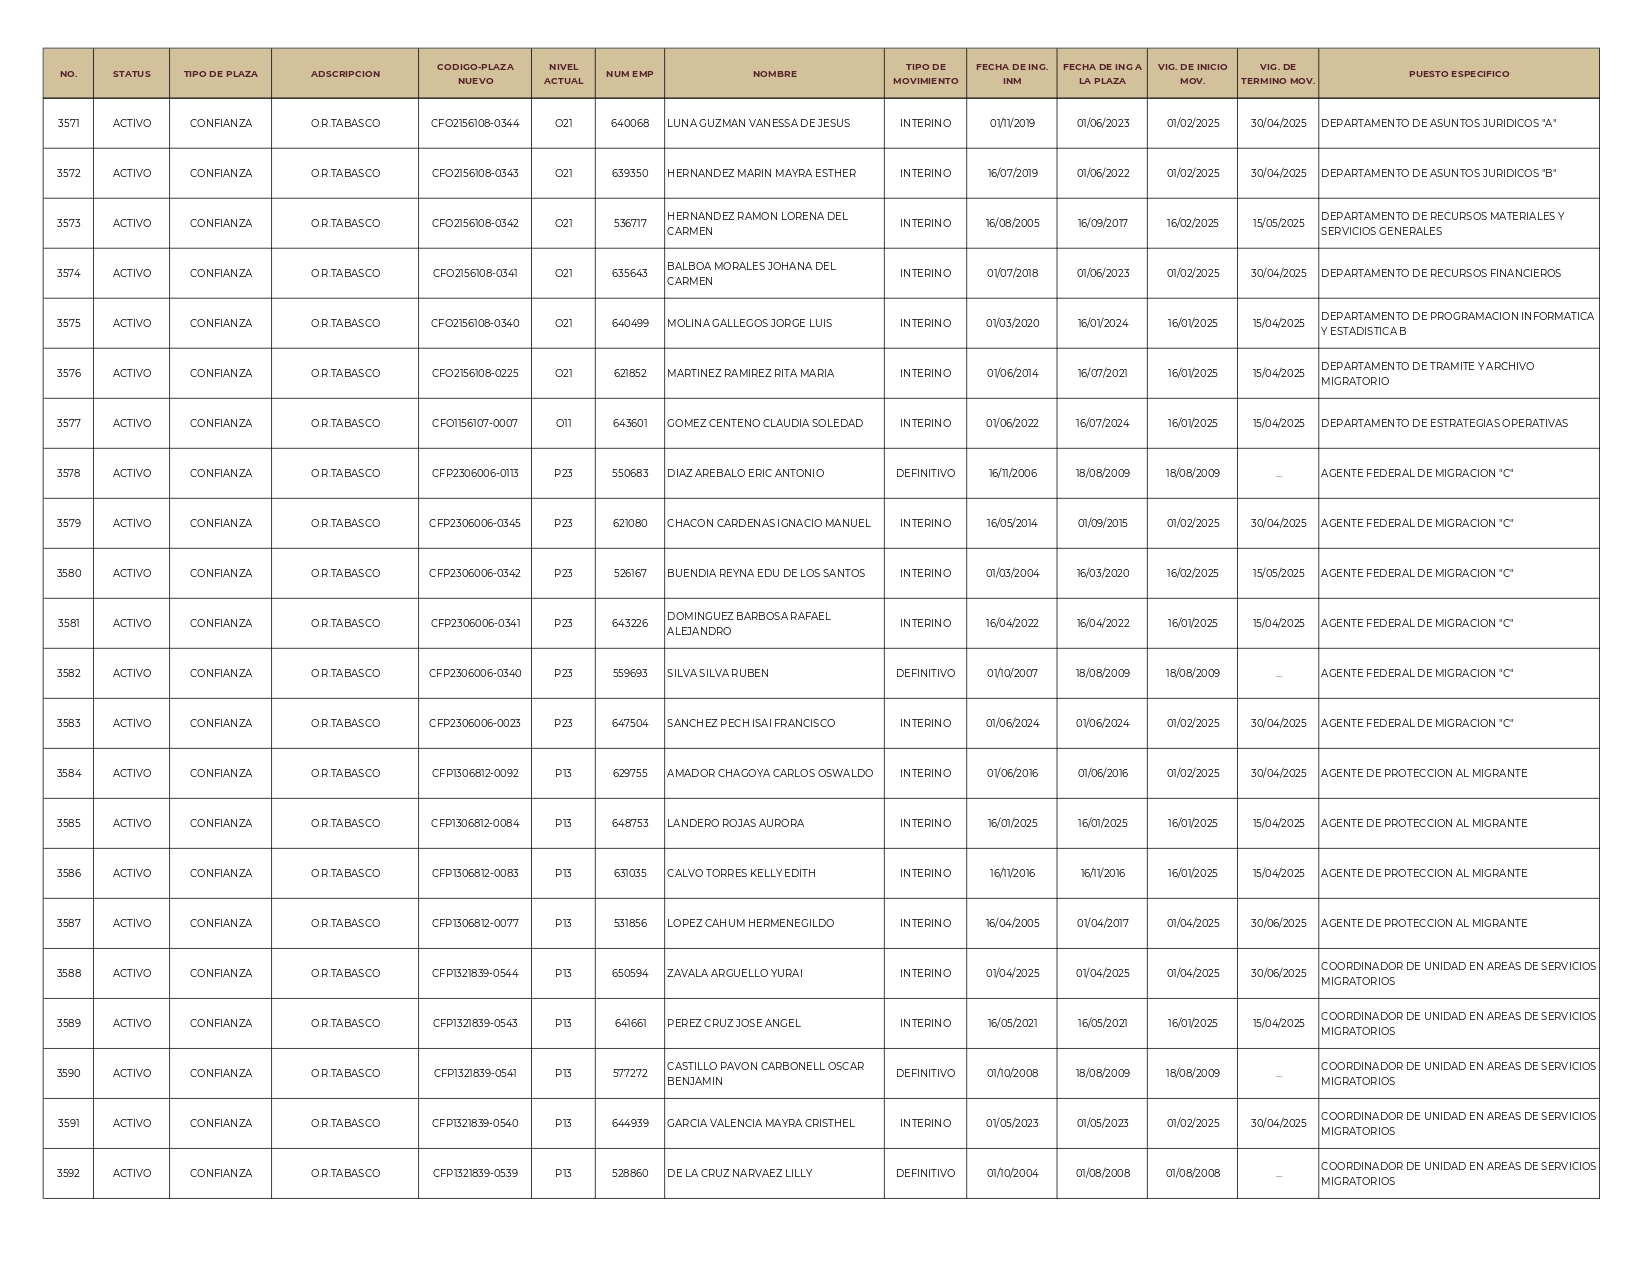 NO. STATUS TIPO DE PLAZA ADSCRIPCION CODIGO-PLAZA NUEVO NIVEL ACTUAL NUM EMP NOMBRE TIPO DE MOVIMIENTO FECHA DE ING. INM FECHA DE ING A LA PLAZA VIG. DE INICIO MOV. VIG. DE TERMINO MOV. PUESTO ESPECIFICO
3571 ACTIVO CONFIANZA O.R.TABASCO CFO2156108-0344 O21 640068 LUNA GUZMAN VANESSA DE JESUS INTERINO 01/11/2019 01/06/2023 01/02/2025 30/04/2025 DEPARTAMENTO DE ASUNTOS JURIDICOS "A"
3572 ACTIVO CONFIANZA O.R.TABASCO CFO2156108-0343 O21 639350 HERNANDEZ MARIN MAYRA ESTHER INTERINO 16/07/2019 01/06/2022 01/02/2025 30/04/2025 DEPARTAMENTO DE ASUNTOS JURIDICOS "B"
3573 ACTIVO CONFIANZA O.R.TABASCO CFO2156108-0342 O21 536717 HERNANDEZ RAMON LORENA DEL CARMEN INTERINO 16/08/2005 16/09/2017 16/02/2025 15/05/2025 DEPARTAMENTO DE RECURSOS MATERIALES Y SERVICIOS GENERALES
3574 ACTIVO CONFIANZA O.R.TABASCO CFO2156108-0341 O21 635643 BALBOA MORALES JOHANA DEL CARMEN INTERINO 01/07/2018 01/06/2023 01/02/2025 30/04/2025 DEPARTAMENTO DE RECURSOS FINANCIEROS
3575 ACTIVO CONFIANZA O.R.TABASCO CFO2156108-0340 O21 640499 MOLINA GALLEGOS JORGE LUIS INTERINO 01/03/2020 16/01/2024 16/01/2025 15/04/2025 DEPARTAMENTO DE PROGRAMACION INFORMATICA Y ESTADISTICA B
3576 ACTIVO CONFIANZA O.R.TABASCO CFO2156108-0225 O21 621852 MARTINEZ RAMIREZ RITA MARIA INTERINO 01/06/2014 16/07/2021 16/01/2025 15/04/2025 DEPARTAMENTO DE TRAMITE Y ARCHIVO MIGRATORIO
3577 ACTIVO CONFIANZA O.R.TABASCO CFO1156107-0007 O11 643601 GOMEZ CENTENO CLAUDIA SOLEDAD INTERINO 01/06/2022 16/07/2024 16/01/2025 15/04/2025 DEPARTAMENTO DE ESTRATEGIAS OPERATIVAS
3578 ACTIVO CONFIANZA O.R.TABASCO CFP2306006-0113 P23 550683 DIAZ AREBALO ERIC ANTONIO DEFINITIVO 16/11/2006 18/08/2009 18/08/2009 ... AGENTE FEDERAL DE MIGRACION "C"
3579 ACTIVO CONFIANZA O.R.TABASCO CFP2306006-0345 P23 621080 CHACON CARDENAS IGNACIO MANUEL INTERINO 16/05/2014 01/09/2015 01/02/2025 30/04/2025 AGENTE FEDERAL DE MIGRACION "C"
3580 ACTIVO CONFIANZA O.R.TABASCO CFP2306006-0342 P23 526167 BUENDIA REYNA EDU DE LOS SANTOS INTERINO 01/03/2004 16/03/2020 16/02/2025 15/05/2025 AGENTE FEDERAL DE MIGRACION "C"
3581 ACTIVO CONFIANZA O.R.TABASCO CFP2306006-0341 P23 643226 DOMINGUEZ BARBOSA RAFAEL ALEJANDRO INTERINO 16/04/2022 16/04/2022 16/01/2025 15/04/2025 AGENTE FEDERAL DE MIGRACION "C"
3582 ACTIVO CONFIANZA O.R.TABASCO CFP2306006-0340 P23 559693 SILVA SILVA RUBEN DEFINITIVO 01/10/2007 18/08/2009 18/08/2009 ... AGENTE FEDERAL DE MIGRACION "C"
3583 ACTIVO CONFIANZA O.R.TABASCO CFP2306006-0023 P23 647504 SANCHEZ PECH ISAI FRANCISCO INTERINO 01/06/2024 01/06/2024 01/02/2025 30/04/2025 AGENTE FEDERAL DE MIGRACION "C"
3584 ACTIVO CONFIANZA O.R.TABASCO CFP1306812-0092 P13 629755 AMADOR CHAGOYA CARLOS OSWALDO INTERINO 01/06/2016 01/06/2016 01/02/2025 30/04/2025 AGENTE DE PROTECCION AL MIGRANTE
3585 ACTIVO CONFIANZA O.R.TABASCO CFP1306812-0084 P13 648753 LANDERO ROJAS AURORA INTERINO 16/01/2025 16/01/2025 16/01/2025 15/04/2025 AGENTE DE PROTECCION AL MIGRANTE
3586 ACTIVO CONFIANZA O.R.TABASCO CFP1306812-0083 P13 631035 CALVO TORRES KELLY EDITH INTERINO 16/11/2016 16/11/2016 16/01/2025 15/04/2025 AGENTE DE PROTECCION AL MIGRANTE
3587 ACTIVO CONFIANZA O.R.TABASCO CFP1306812-0077 P13 531856 LOPEZ CAHUM HERMENEGILDO INTERINO 16/04/2005 01/04/2017 01/04/2025 30/06/2025 AGENTE DE PROTECCION AL MIGRANTE
3588 ACTIVO CONFIANZA O.R.TABASCO CFP1321839-0544 P13 650594 ZAVALA ARGUELLO YURAI INTERINO 01/04/2025 01/04/2025 01/04/2025 30/06/2025 COORDINADOR DE UNIDAD EN AREAS DE SERVICIOS MIGRATORIOS
3589 ACTIVO CONFIANZA O.R.TABASCO CFP1321839-0543 P13 641661 PEREZ CRUZ JOSE ANGEL INTERINO 16/05/2021 16/05/2021 16/01/2025 15/04/2025 COORDINADOR DE UNIDAD EN AREAS DE SERVICIOS MIGRATORIOS
3590 ACTIVO CONFIANZA O.R.TABASCO CFP1321839-0541 P13 577272 CASTILLO PAVON CARBONELL OSCAR BENJAMIN DEFINITIVO 01/10/2008 18/08/2009 18/08/2009 ... COORDINADOR DE UNIDAD EN AREAS DE SERVICIOS MIGRATORIOS
3591 ACTIVO CONFIANZA O.R.TABASCO CFP1321839-0540 P13 644939 GARCIA VALENCIA MAYRA CRISTHEL INTERINO 01/05/2023 01/05/2023 01/02/2025 30/04/2025 COORDINADOR DE UNIDAD EN AREAS DE SERVICIOS MIGRATORIOS
3592 ACTIVO CONFIANZA O.R.TABASCO CFP1321839-0539 P13 528860 DE LA CRUZ NARVAEZ LILLY DEFINITIVO 01/10/2004 01/08/2008 01/08/2008 ... COORDINADOR DE UNIDAD EN AREAS DE SERVICIOS MIGRATORIOS